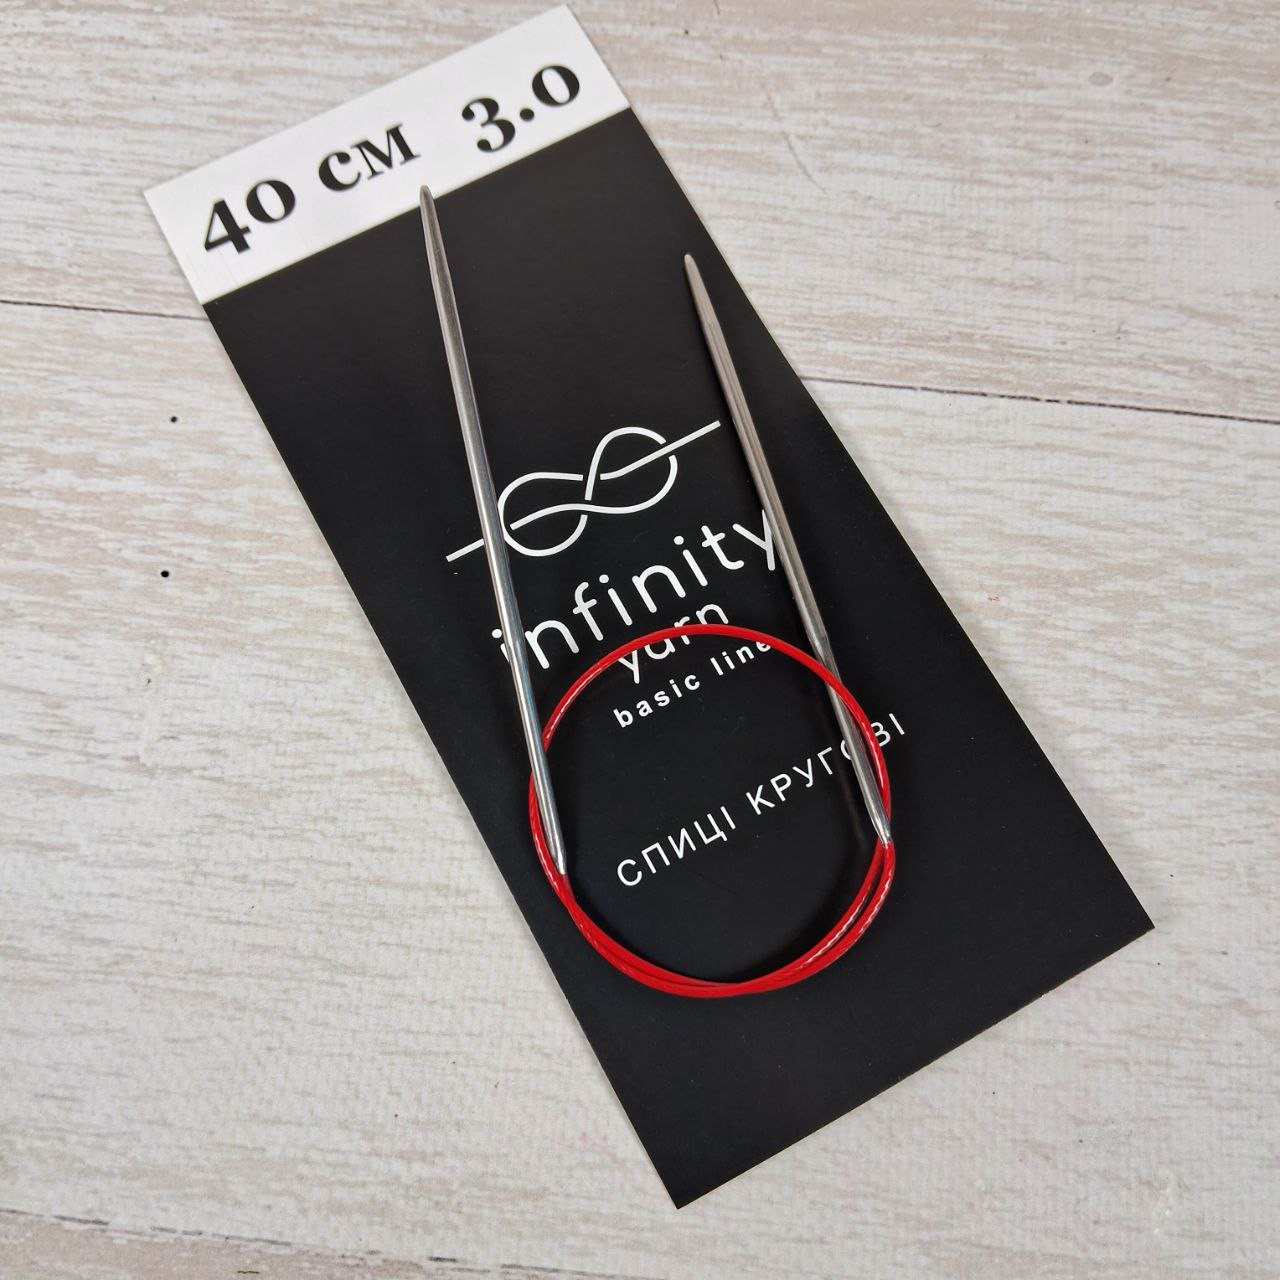 40 см 3.0
infinity
yarn
basic line
СПИЦІ КРУГОВІ